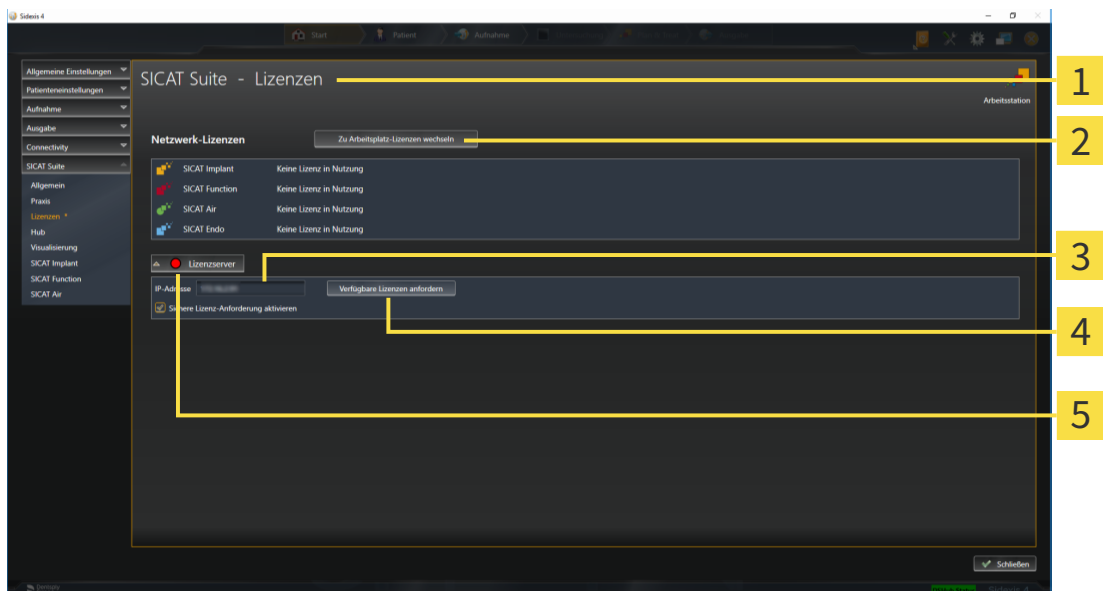 Sidexis 4
Start
Patient
Aufnahme
Allgemeine Einstellungen
Patienteneinstellungen
Aufnahme
Ausgabe
Connectivity
SICAT Suite
Allgemein
Praxis
Lizenzen *
Hub
Visualisierung
SICAT Implant
SICAT Function
SICAT Air
SICAT Suite - Lizenzen
Arbeitsstation
Netzwerk-Lizenzen
Zu Arbeitsplatz-Lizenzen wechseln
SICAT Implant Keine Lizenz in Nutzung
SICAT Function Keine Lizenz in Nutzung
SICAT Air Keine Lizenz in Nutzung
SICAT Endo Keine Lizenz in Nutzung
Lizenzserver
IP-Adresse
Verfügbare Lizenzen anfordern
Sichere Lizenz-Anforderung aktivieren
Schließen
Dentsply
Sidexis 4
1
2
3
4
5